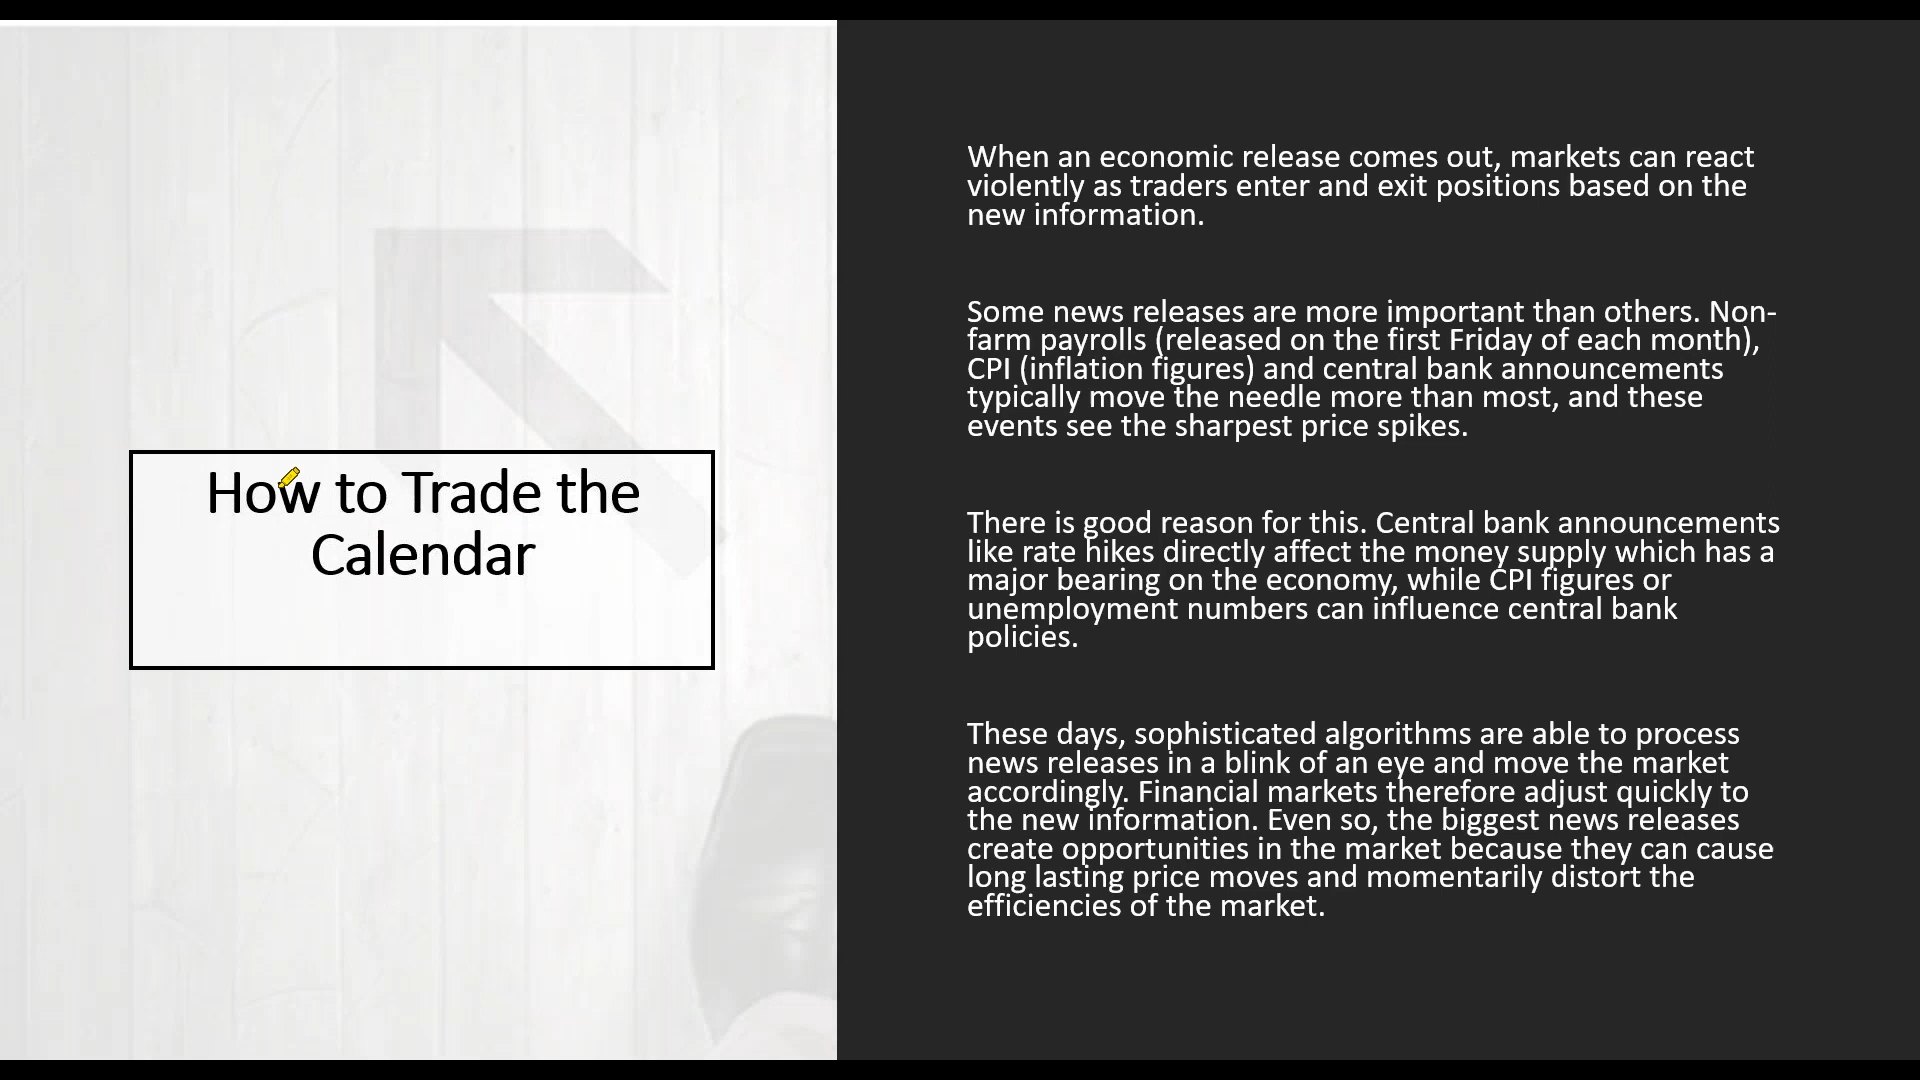 How to Trade the
Calendar
When an economic release comes out, markets can react
violently as traders enter and exit positions based on the
new information.
Some news releases are more important than others. Non-
farm payrolls (released on the first Friday of each month),
CPI (inflation figures) and central bank announcements
typically move the needle more than most, and these
events see the sharpest price spikes.
There is good reason for this. Central bank announcements
like rate hikes directly affect the money supply which has a
major bearing on the economy, while CPI figures or
unemployment numbers can influence central bank
policies.
These days, sophisticated algorithms are able to process
news releases in a blink of an eye and move the market
accordingly. Financial markets therefore adjust quickly to
the new information. Even so, the biggest news releases
create opportunities in the market because they can cause
long lasting price moves and momentarily distort the
efficiencies of the market.